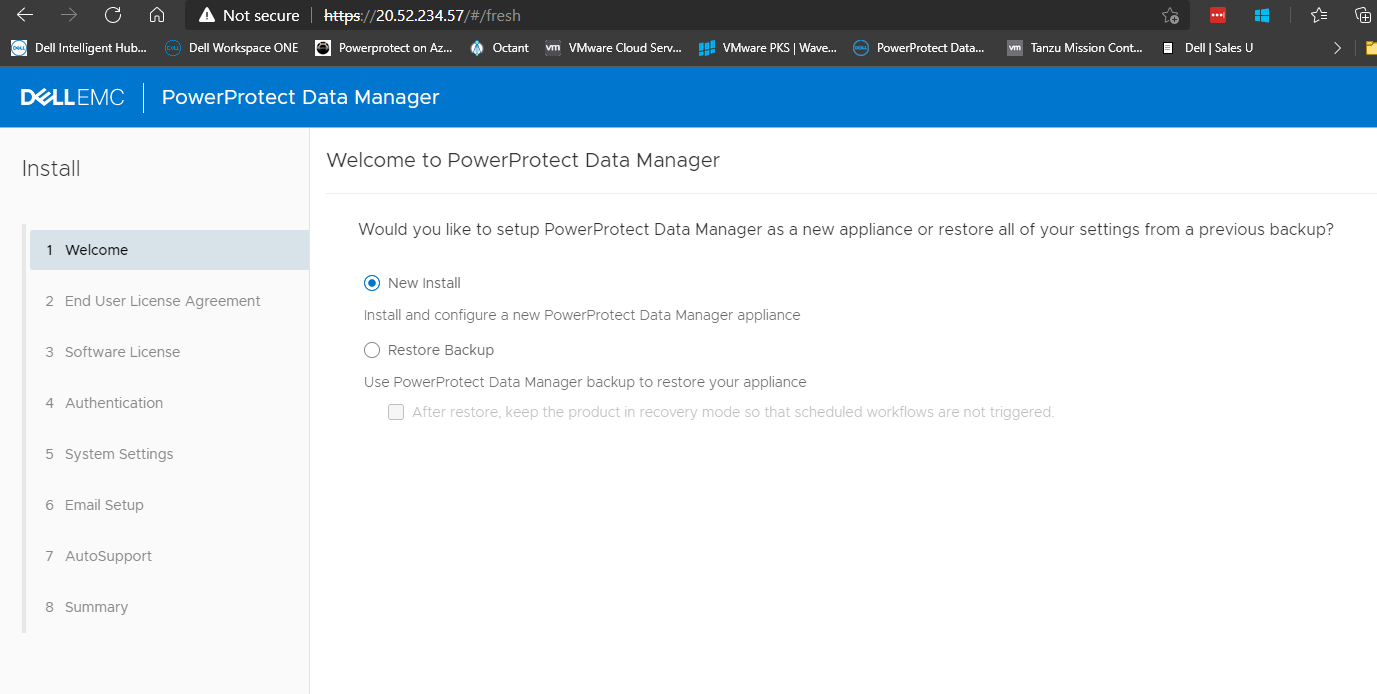 Not secure https://20.52.234.57/#/fresh
Dell Intelligent Hub... Dell Workspace ONE Powerprotect on Az... Octant vm VMware Cloud Serv... VMware PKS | Wave... PowerProtect Data... vm Tanzu Mission Cont... Dell | Sales U
DELLEMC PowerProtect Data Manager
Install
Welcome to PowerProtect Data Manager
Would you like to setup PowerProtect Data Manager as a new appliance or restore all of your settings from a previous backup?
1 Welcome
2 End User License Agreement
3 Software License
4 Authentication
5 System Settings
6 Email Setup
7 AutoSupport
8 Summary
New Install
Install and configure a new PowerProtect Data Manager appliance
Restore Backup
Use PowerProtect Data Manager backup to restore your appliance
After restore, keep the product in recovery mode so that scheduled workflows are not triggered.